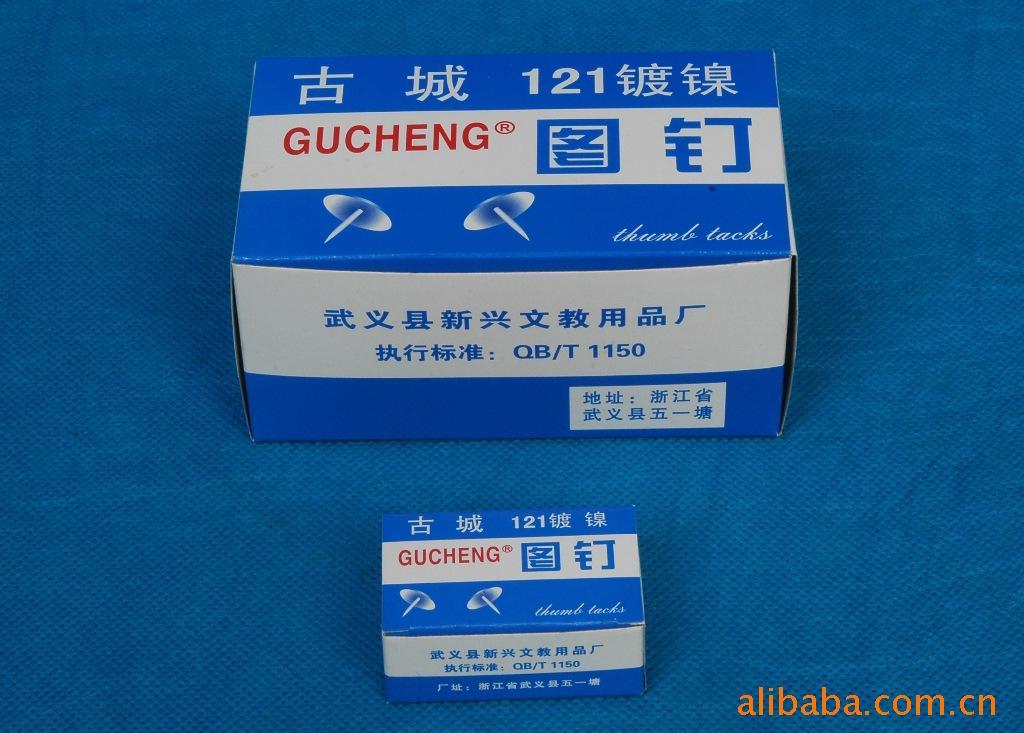 古城 121镀镍
GUCHENG® 图钉
thumb tacks
武义县新兴文教用品厂
执行标准：QB/T 1150
地址：浙江省
武义县五一塘
古城 121镀镍
GUCHENG® 图钉
thumb tacks
武义县新兴文教用品厂
执行标准：QB/T 1150
厂址：浙江省武义县五一塘
alibaba.com.cn